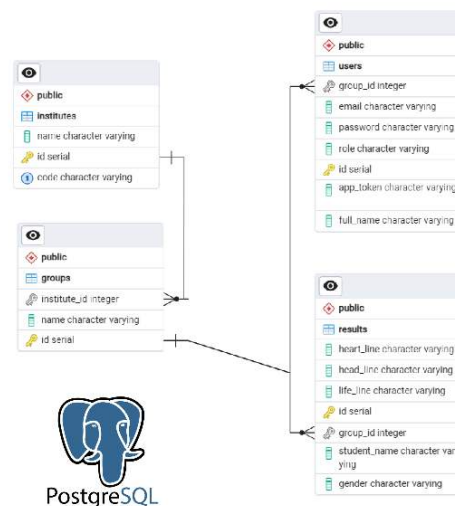 public
institutes
name character varying
id serial
code character varying
public
groups
institute_id integer
name character varying
id serial
PostgreSQL
public
users
group_id integer
email character varying
password character varying
role character varying
id serial
app_token character varying
full_name character varying
public
results
heart_line character varying
head_line character varying
life_line character varying
id serial
group_id integer
student_name character var
ying
gender character varying